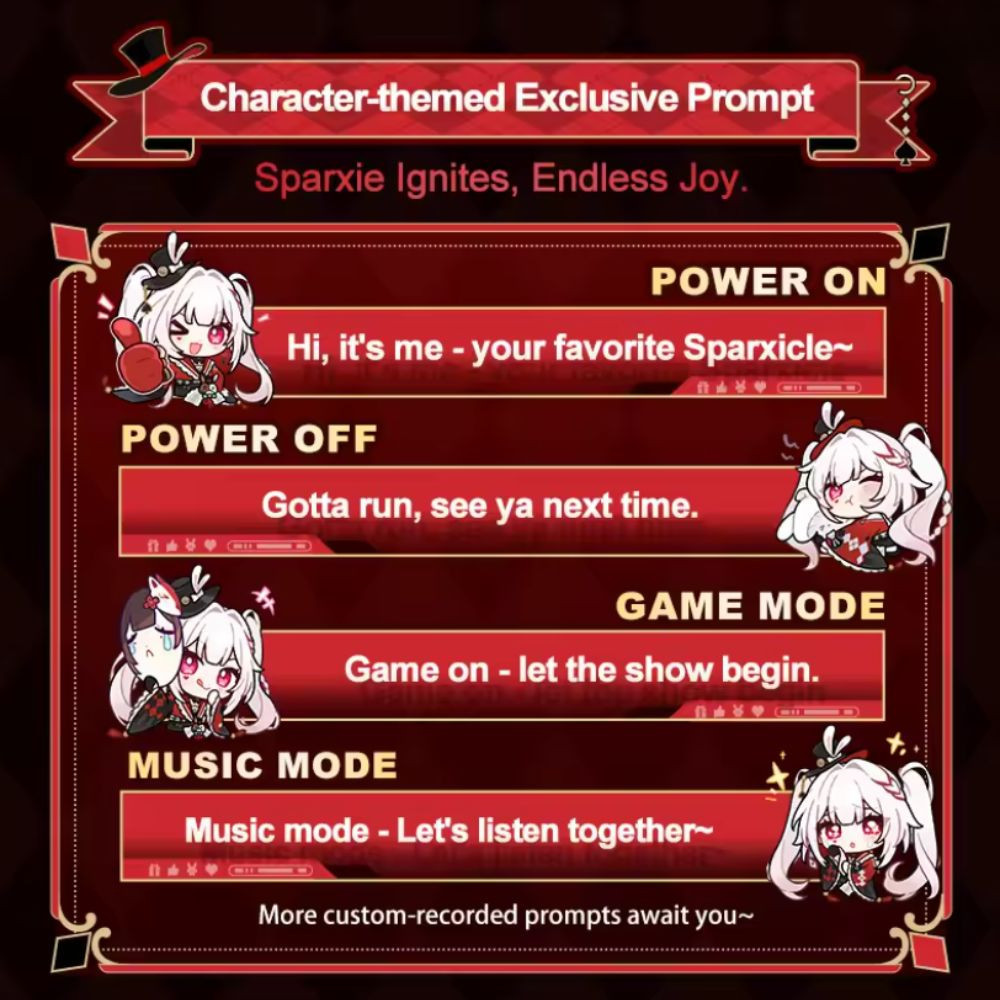 Character-themed Exclusive Prompt
Sparxie Ignites, Endless Joy.
POWER ON
Hi, it's me - your favorite Sparxicle~
POWER OFF
Gotta run, see ya next time.
GAME MODE
Game on - let the show begin.
MUSIC MODE
Music mode - Let's listen together~
More custom-recorded prompts await you~